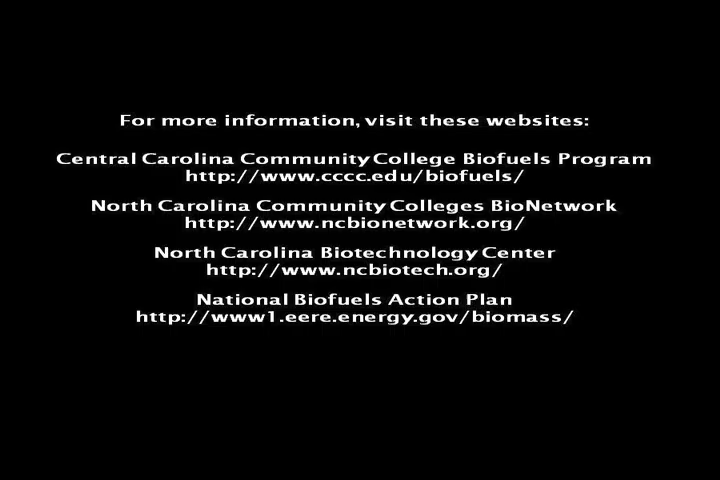 For more information, visit these websites:
Central Carolina Community College Biofuels Program
http://www.cccc.edu/biofuels/
North Carolina Community Colleges BioNetwork
http://www.ncbionetwork.org/
North Carolina Biotechnology Center
http://www.ncbiotech.org/
National Biofuels Action Plan
http://www1.eere.energy.gov/biomass/